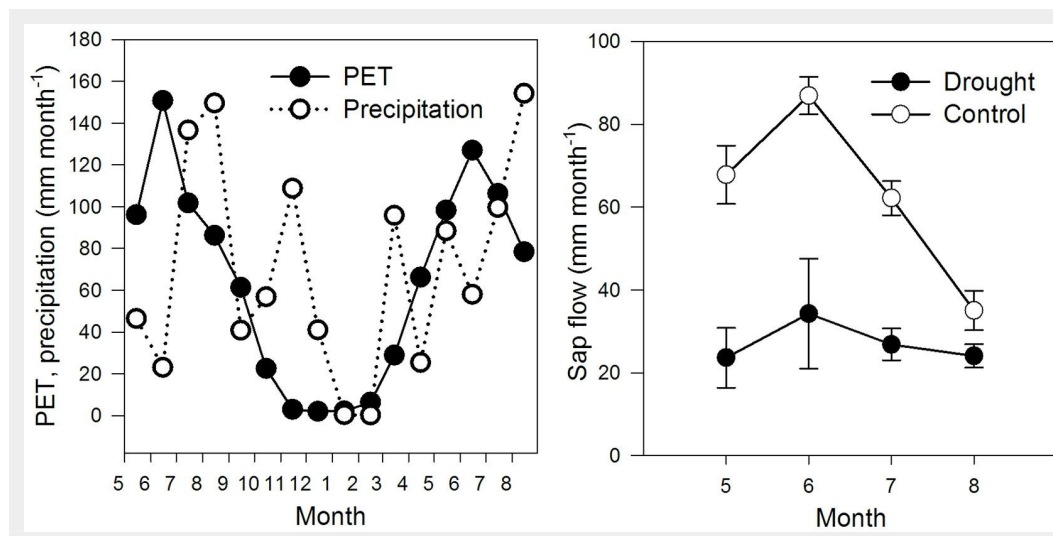 180
160
140
120
100
80
60
40
20
0
PET, precipitation (mm month-1)
PET
Precipitation
5 6 7 8 9 10 11 12 1 2 3 4 5 6 7 8
Month
100
80
60
40
20
0
Sap flow (mm month-1)
Drought
Control
5 6 7 8
Month